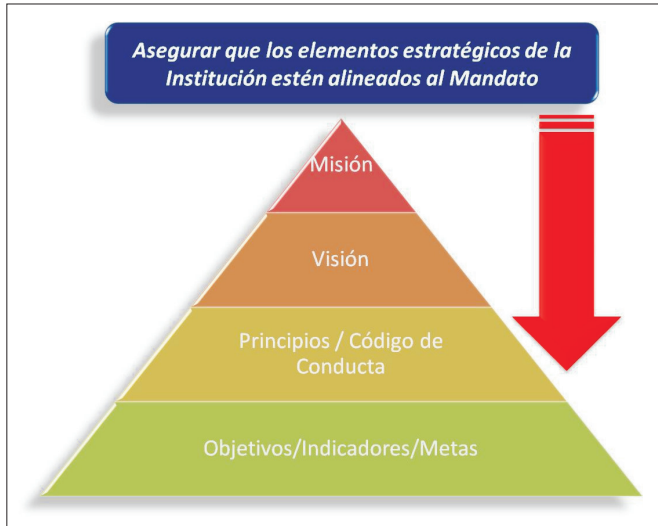 Asegurar que los elementos estratégicos de la
Institución estén alineados al Mandato
Misión
Visión
Principios / Código de
Conducta
Objetivos/Indicadores/Metas